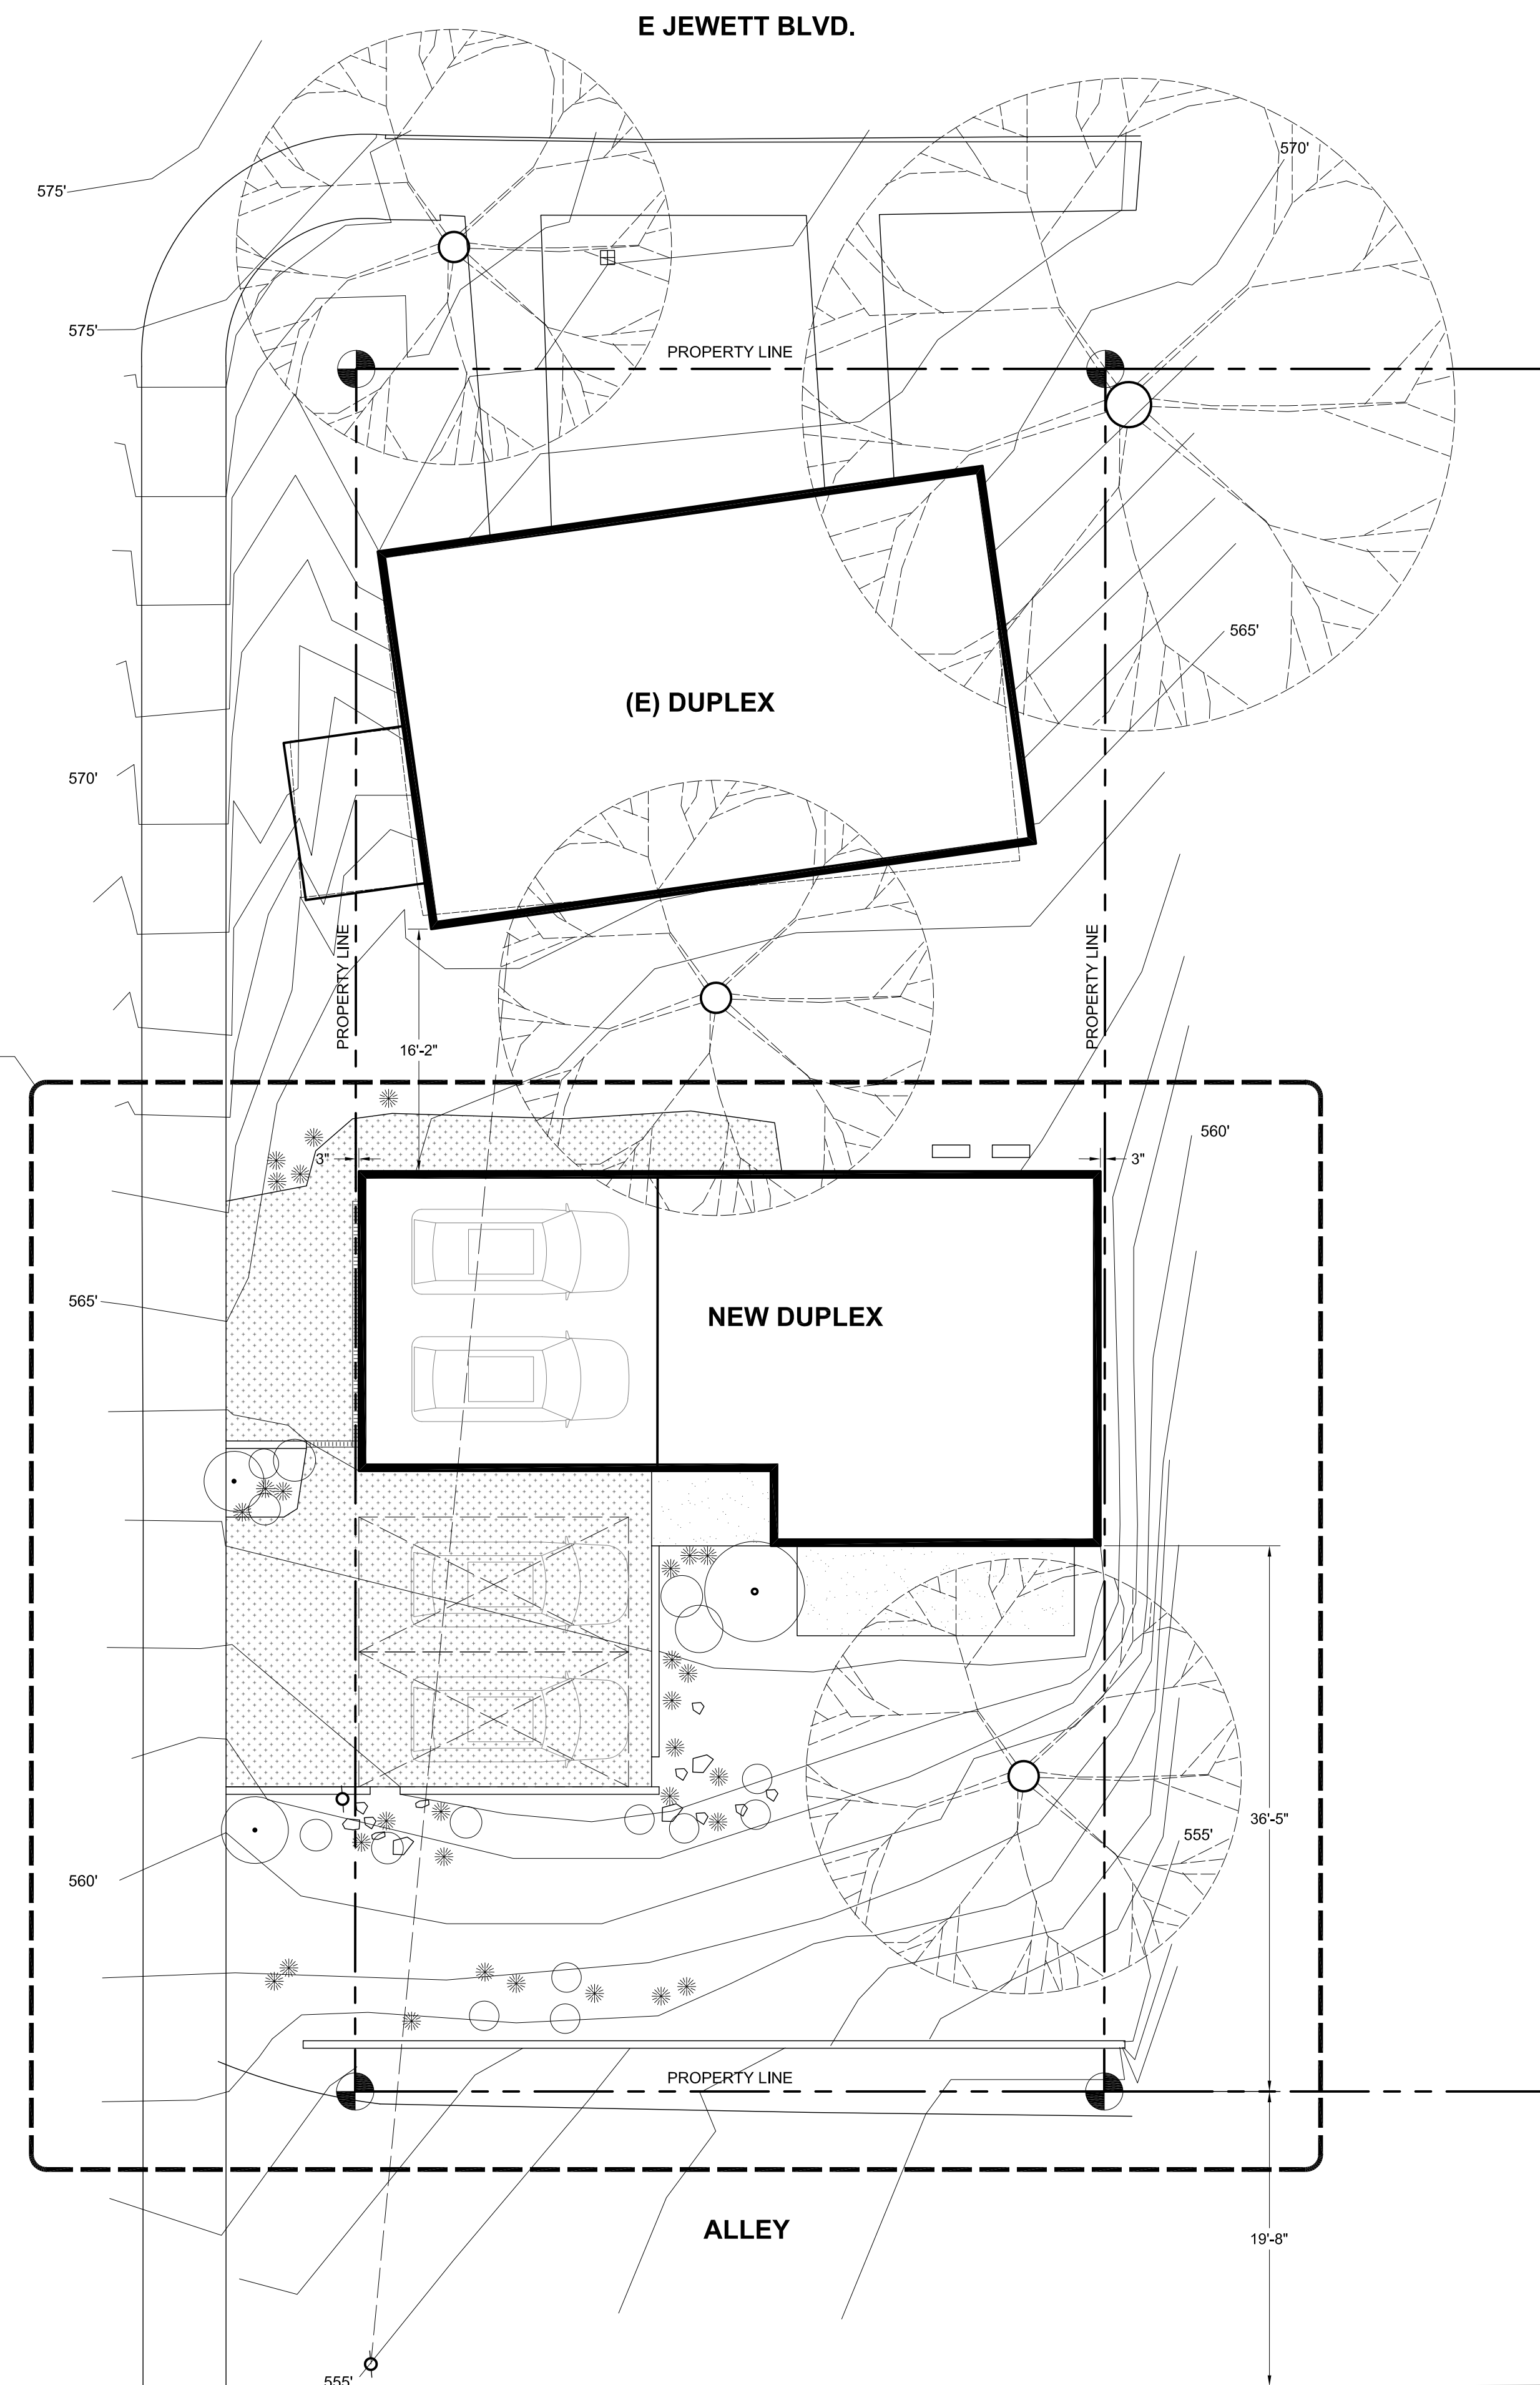 E JEWETT BLVD.
570'
575'
575'
PROPERTY LINE
565'
(E) DUPLEX
570'
PROPERTY LINE
PROPERTY LINE
16'-2"
560'
3"
3"
565'
NEW DUPLEX
36'-5"
555'
560'
PROPERTY LINE
ALLEY
19'-8"
555'